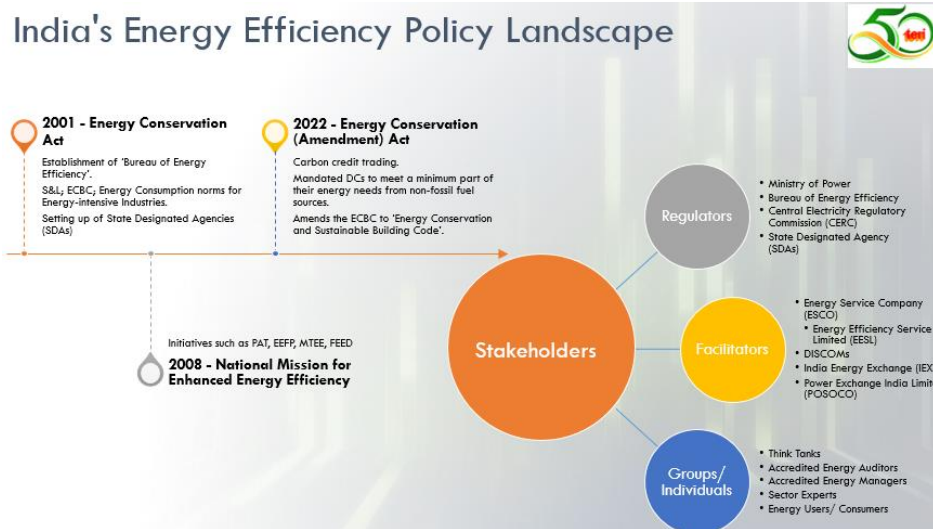 India's Energy Efficiency Policy Landscape
50
teri
2001 - Energy Conservation
Act
Establishment of 'Bureau of Energy
Efficiency'.
S&L; ECBC; Energy Consumption norms for
Energy-intensive Industries.
Setting up of State Designated Agencies
(SDAs)
2022 - Energy Conservation
(Amendment) Act
Carbon credit trading.
Mandated DCs to meet a minimum part of
their energy needs from non-fossil fuel
sources.
Amends the ECBC to 'Energy Conservation
and Sustainable Building Code'.
Initiatives such as PAT, EEFP, MTEE, FEED
2008 - National Mission for
Enhanced Energy Efficiency
Stakeholders
Regulators
• Ministry of Power
• Bureau of Energy Efficiency
• Central Electricity Regulatory
Commission (CERC)
• State Designated Agency
(SDAs)
Facilitators
• Energy Service Company
(ESCO)
• Energy Efficiency Service
Limited (EESL)
• DISCOMs
• India Energy Exchange (IEX
• Power Exchange India Limit
(POSOCO)
Groups/
Individuals
• Think Tanks
• Accredited Energy Auditors
• Accredited Energy Managers
• Sector Experts
• Energy Users/ Consumers